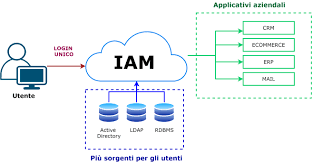 Applicativi aziendali
LOGIN
UNICO
CRM
ECOMMERCE
IAM
ERP
MAIL
Utente
Active
Directory
LDAP
RDBMS
Più sorgenti per gli utenti